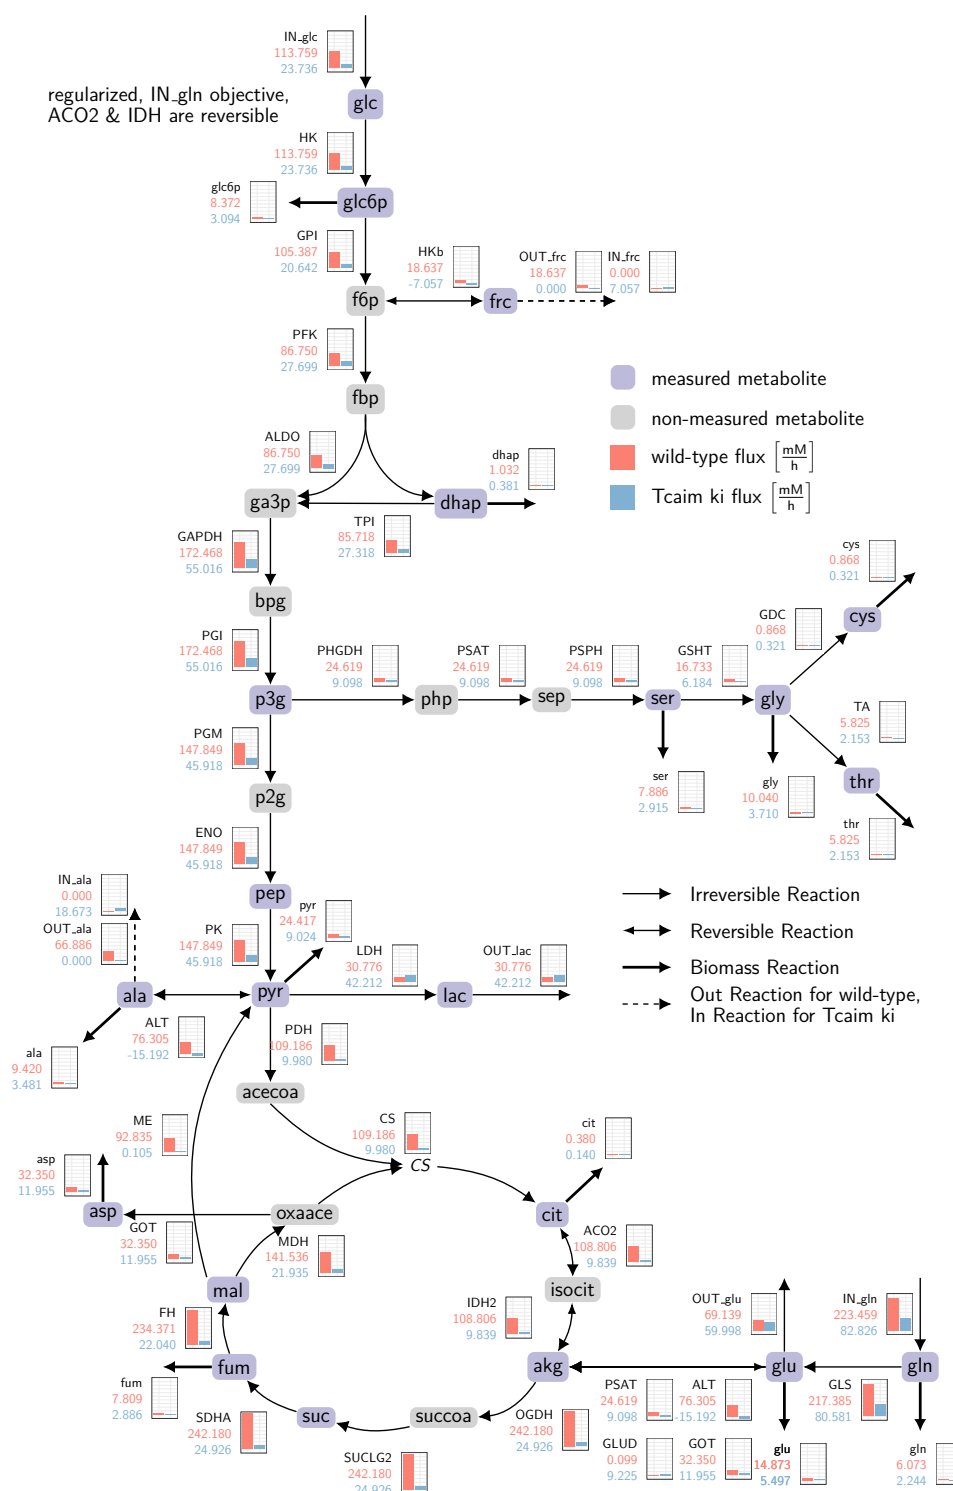 IN_glc
113.759
23.736
regularized, IN_gln objective,
ACO2 & IDH are reversible
glc
HK
113.759
23.736
glc6p
8.372
3.094
glc6p
GPI
105.387
20.642
HKb
18.637
-7.057
OUT_frc
18.637
0.000
IN_frc
0.000
7.057
f6p
frc
PFK
86.750
27.699
measured metabolite
fbp
non-measured metabolite
ALDO
86.750
27.699
wild-type flux [mM/h]
dhap
1.032
0.381
Tcaim ki flux [mM/h]
ga3p
dhap
TPI
85.718
27.318
GAPDH
172.468
55.016
cys
0.868
0.321
bpg
GDC
0.868
0.321
cys
PGI
172.468
55.016
PHGDH
24.619
9.098
PSAT
24.619
9.098
PSPH
24.619
9.098
GSHT
16.733
6.184
p3g
php
sep
ser
gly
TA
5.825
2.153
PGM
147.849
45.918
ser
7.886
2.915
gly
10.040
3.710
thr
p2g
thr
5.825
2.153
ENO
147.849
45.918
IN_ala
0.000
18.673
pep
Irreversible Reaction
pyr
24.417
9.024
OUT_ala
66.886
0.000
PK
147.849
45.918
Reversible Reaction
LDH
30.776
42.212
OUT_lac
30.776
42.212
Biomass Reaction
ala
pyr
lac
Out Reaction for wild-type,
In Reaction for Tcaim ki
ALT
76.305
-15.192
PDH
109.186
9.980
ala
9.420
3.481
acecoa
ME
92.835
0.105
CS
109.186
9.980
cit
0.380
0.140
asp
32.350
11.955
CS
asp
oxaace
cit
GOT
32.350
11.955
MDH
141.536
21.935
ACO2
108.806
9.839
mal
isocit
FH
234.371
22.040
IDH2
108.806
9.839
OUT_glu
69.139
59.998
IN_gln
223.459
82.826
fum
akg
glu
gln
fum
7.809
2.886
PSAT
24.619
9.098
ALT
76.305
-15.192
GLS
217.385
80.581
SDHA
242.180
24.926
suc
succoa
OGDH
242.180
24.926
GLUD
0.099
9.225
GOT
32.350
11.955
glu
14.873
5.497
gln
6.073
2.244
SUCLG2
242.180
24.926